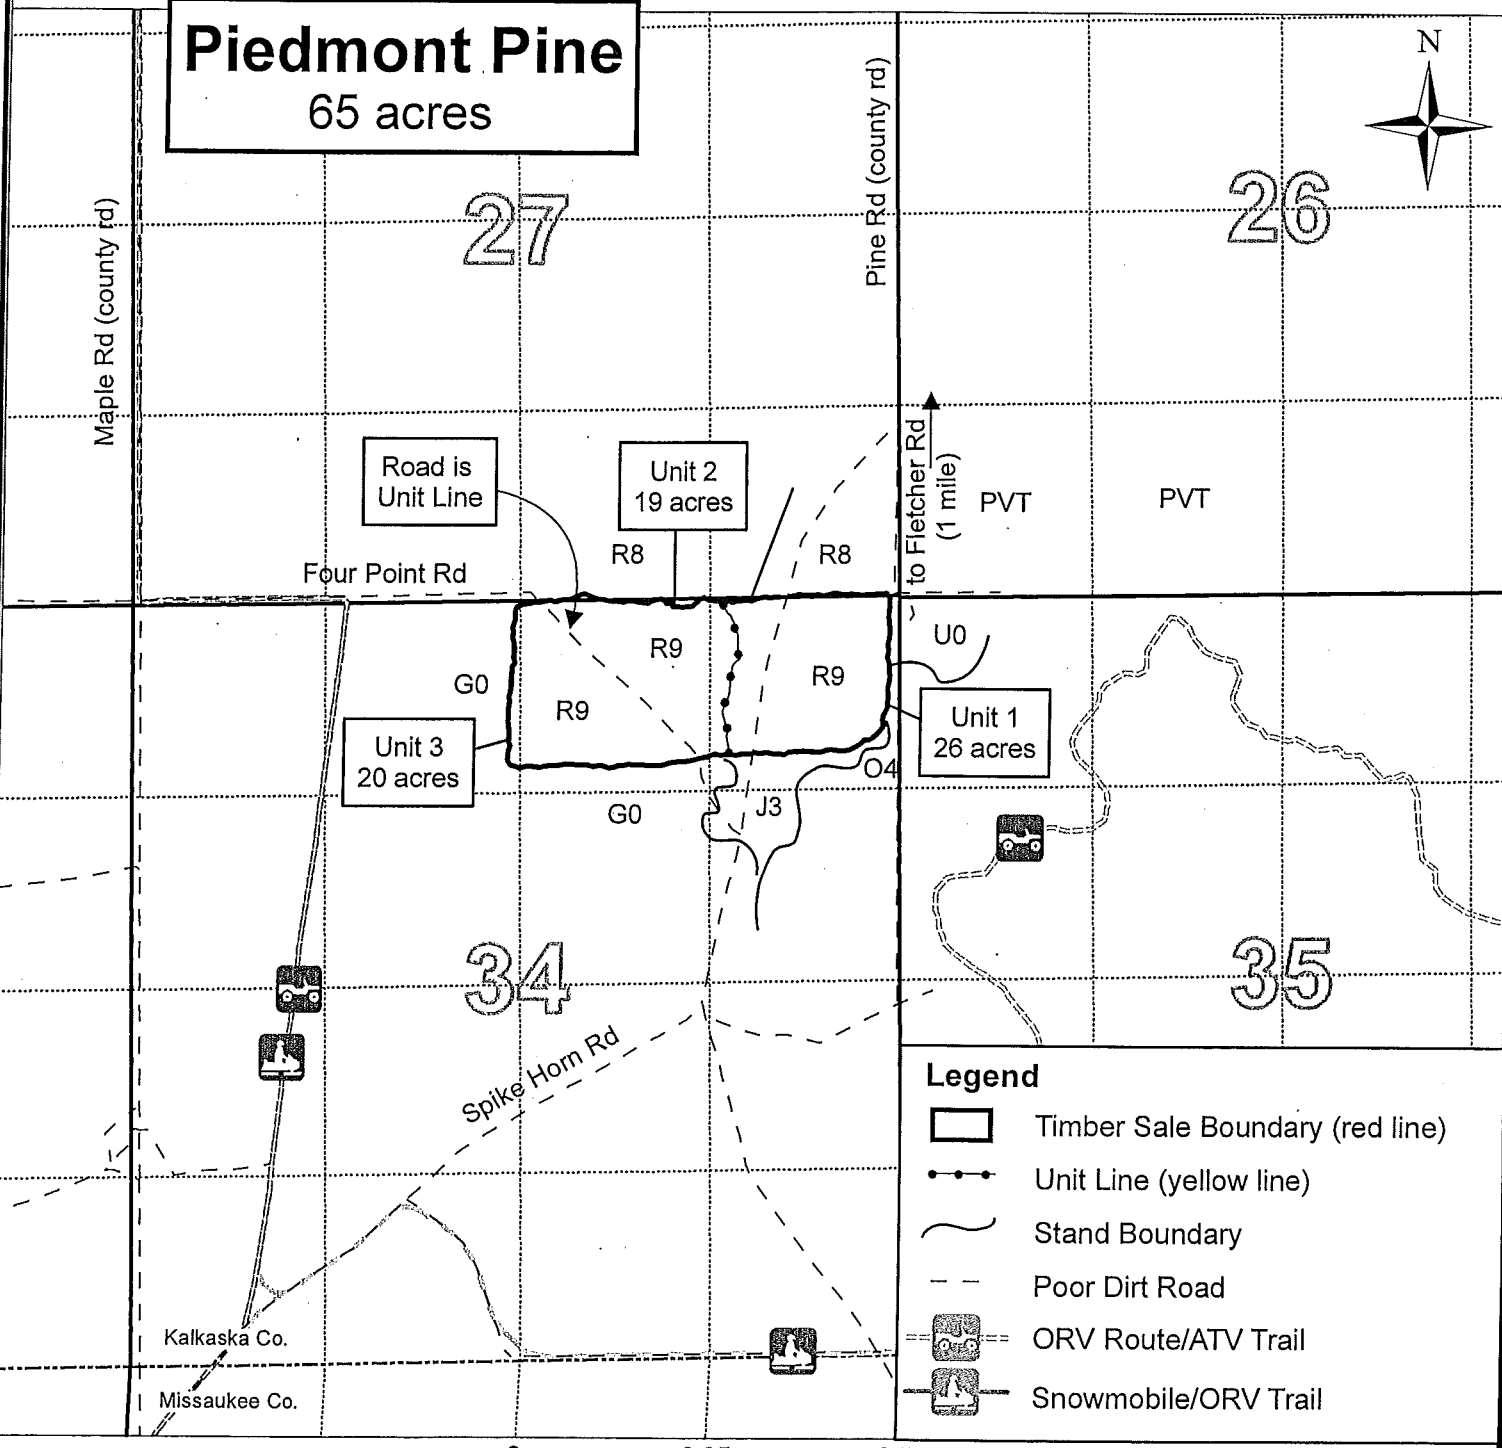 Piedmont Pine
65 acres
N
27
26
Maple Rd (county rd)
Pine Rd (county rd)
Road is
Unit Line
Unit 2
19 acres
to Fletcher Rd
(1 mile)
PVT
PVT
R8
R8
Four Point Rd
U0
R9
R9
R9
G0
Unit 1
26 acres
Unit 3
20 acres
O4
G0
J3
34
35
Spike Horn Rd
Kalkaska Co.
Missaukee Co.
Legend
Timber Sale Boundary (red line)
Unit Line (yellow line)
Stand Boundary
Poor Dirt Road
ORV Route/ATV Trail
Snowmobile/ORV Trail